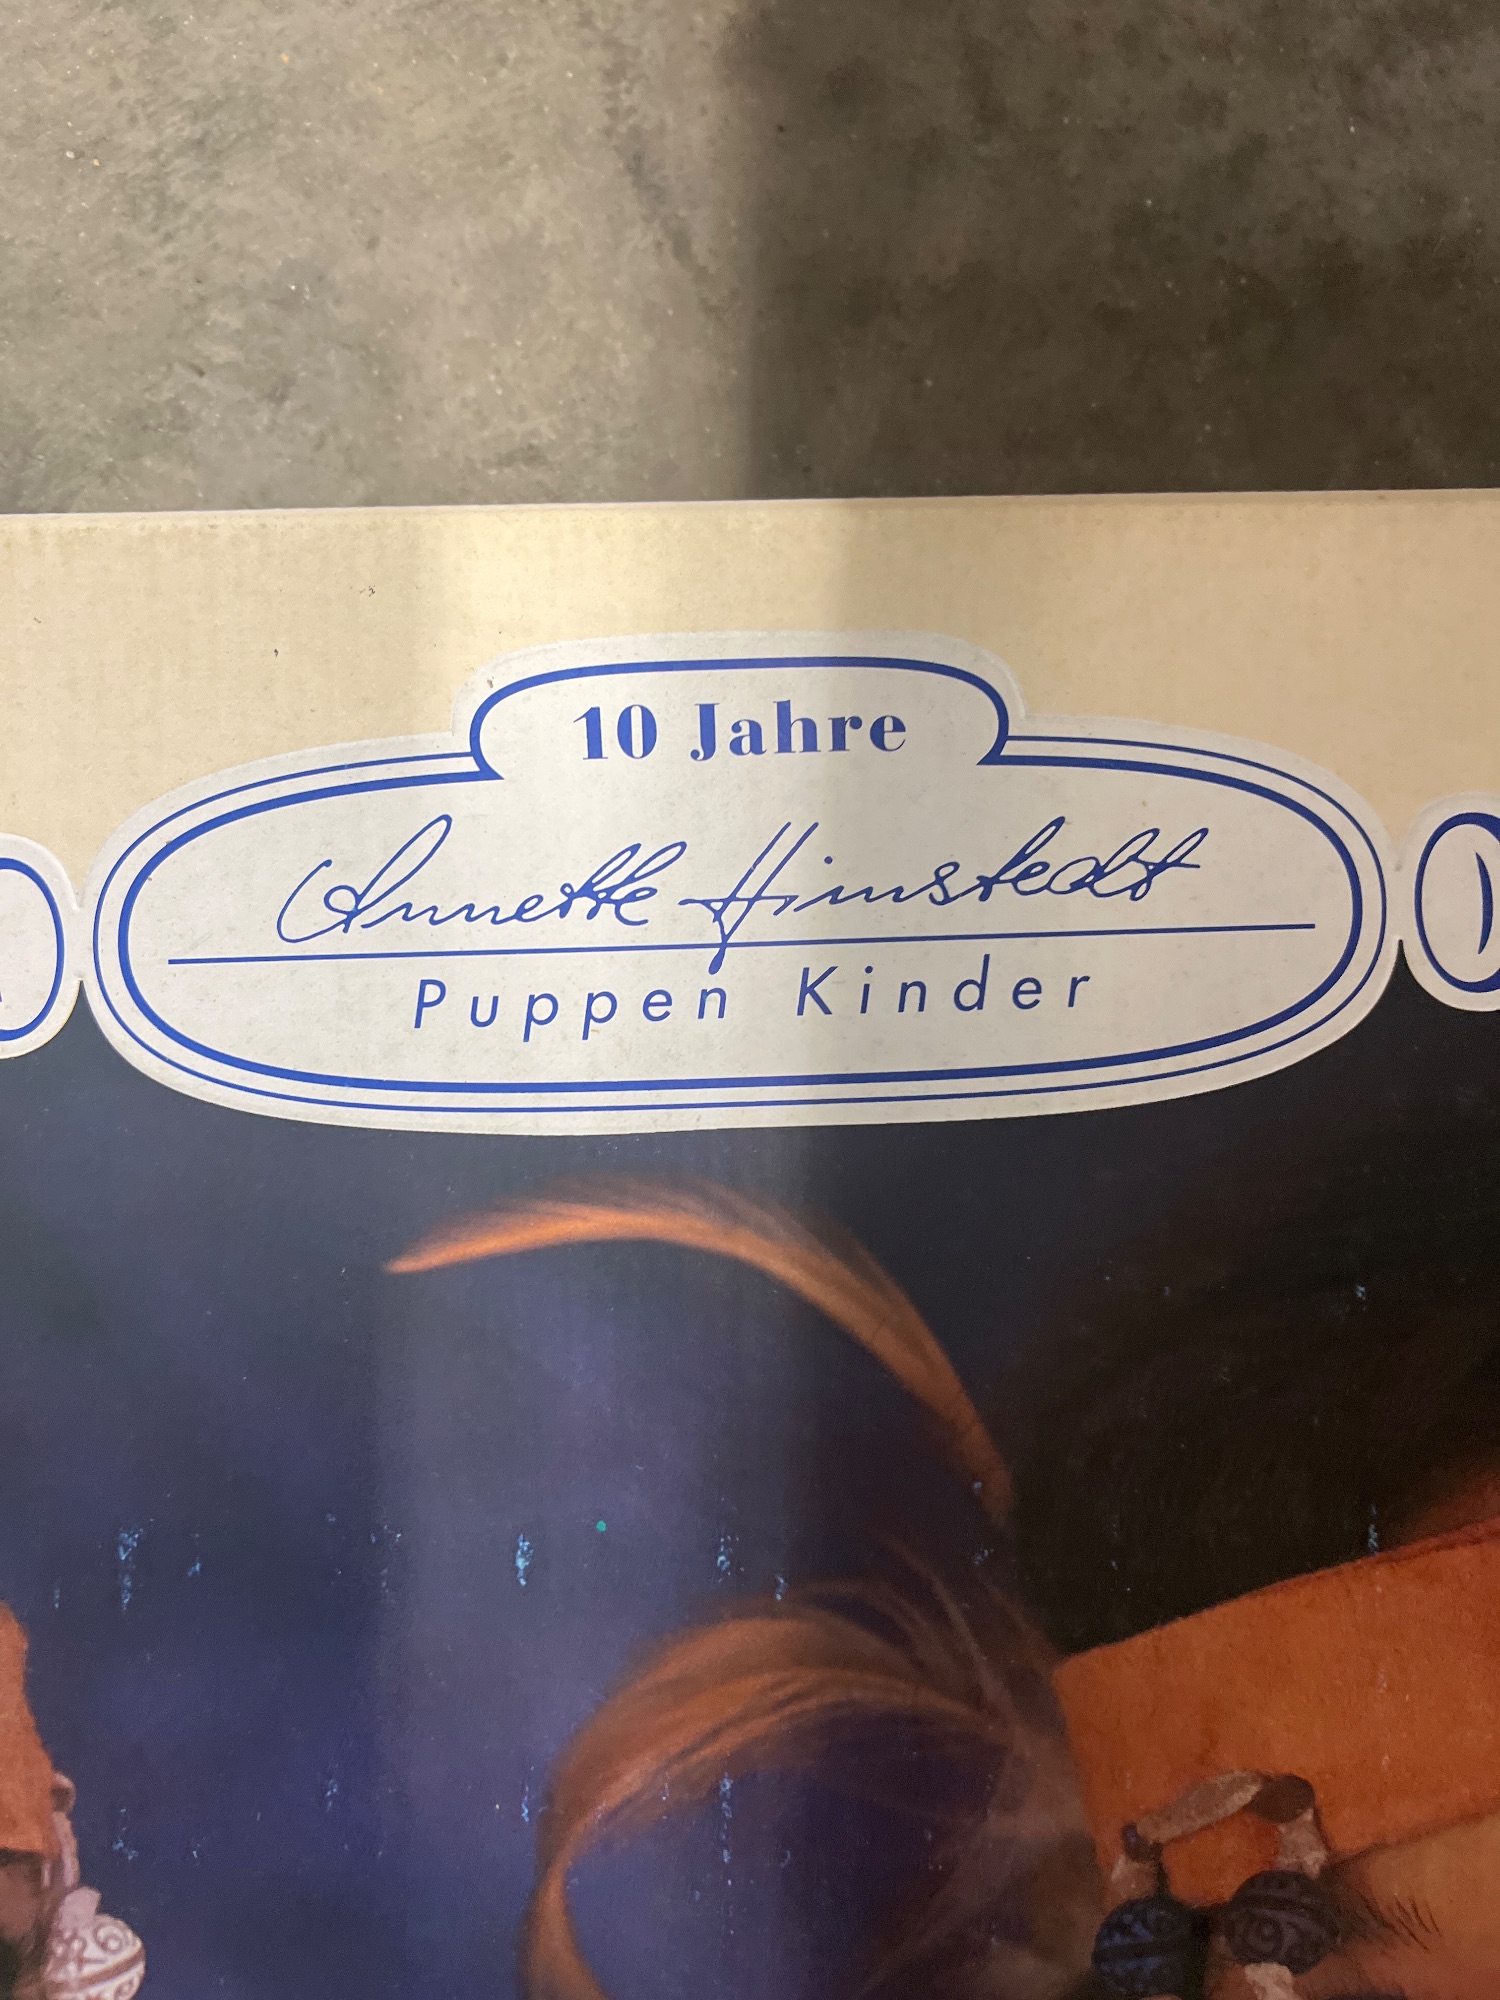 10 Jahre
Annette Himstedt
Puppen Kinder